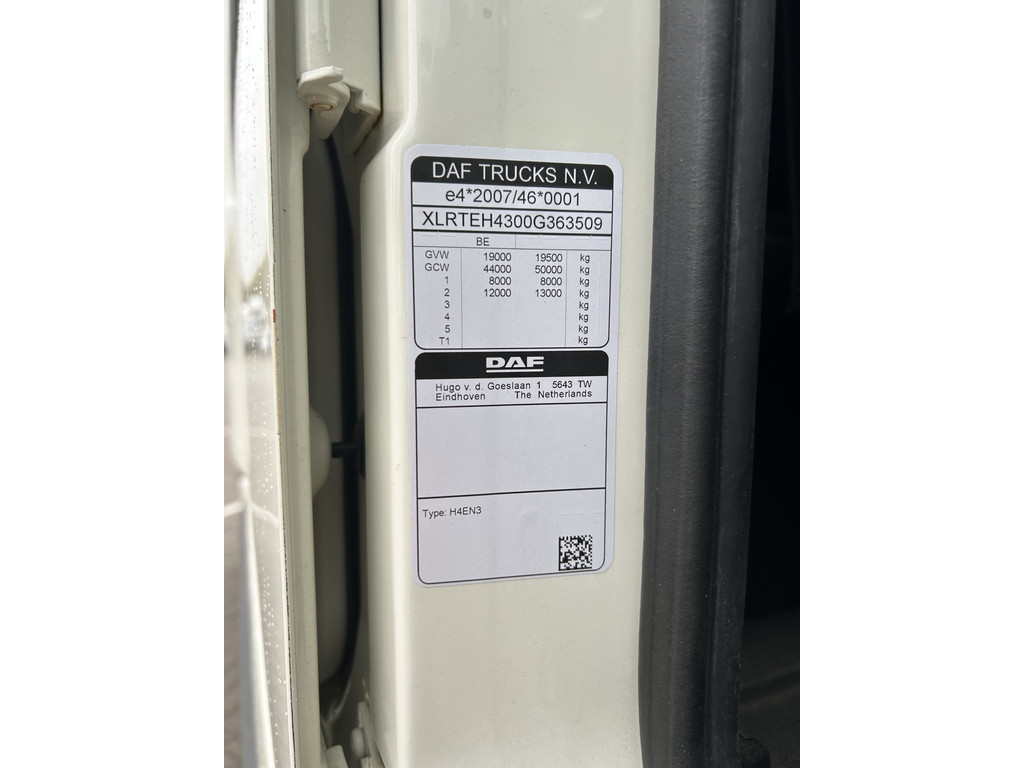 DAF TRUCKS N.V.
e4*2007/46*0001
XLRTEH4300G363509
BE
GVW 19000 19500 kg
GCW 44000 50000 kg
1 8000 8000 kg
2 12000 13000 kg
3 kg
4 kg
5 kg
T1 kg
DAF
Hugo v. d. Goeslaan 1 5643 TW
Eindhoven The Netherlands
Type: H4EN3